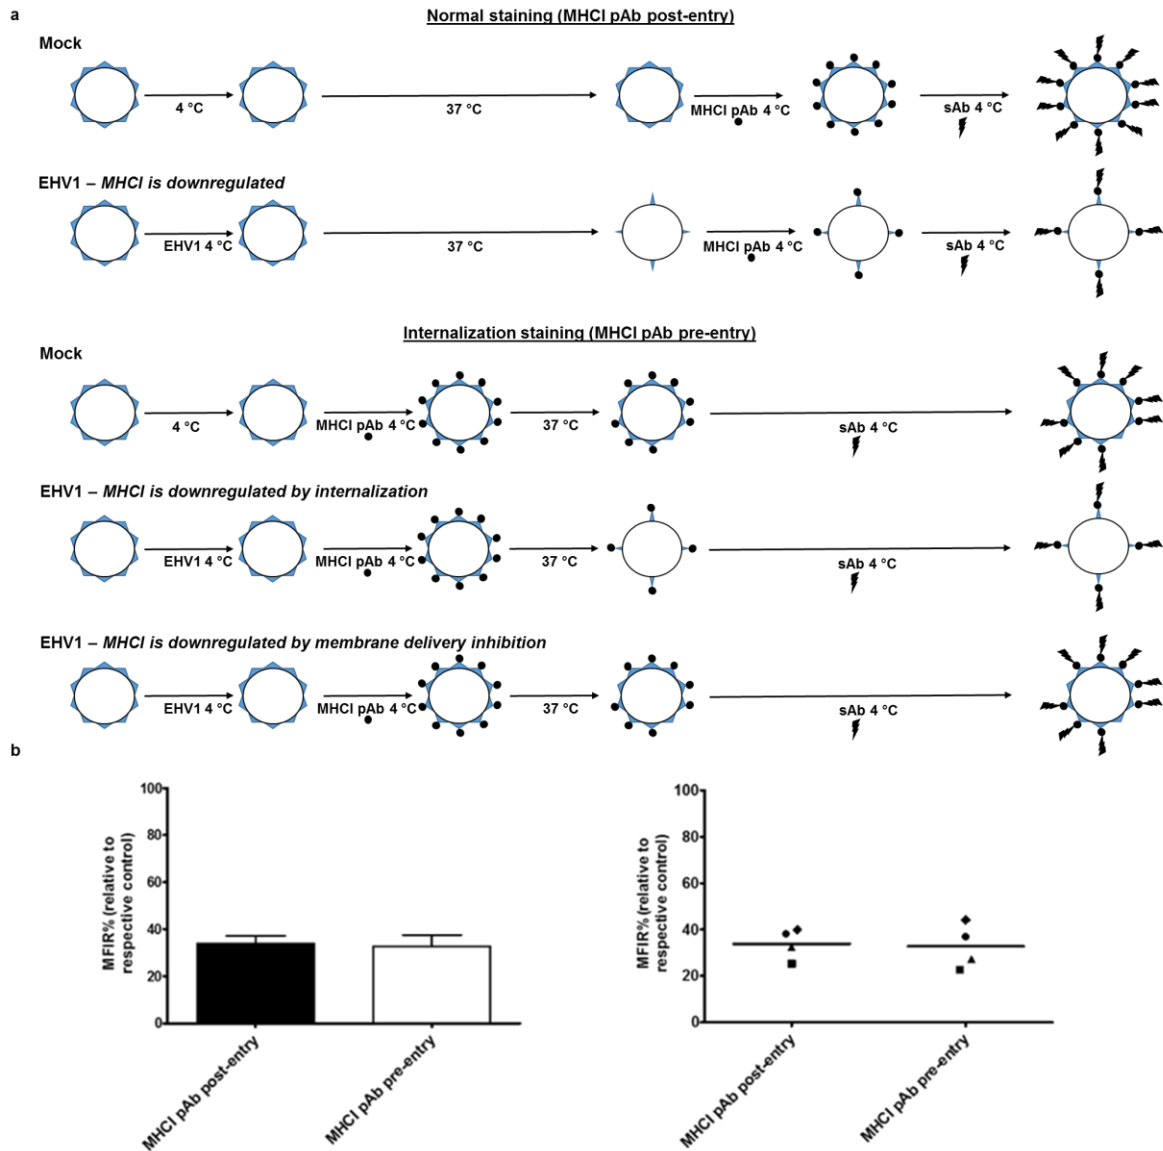 a
Normal staining (MHCI pAb post-entry)
Mock
4 °C
37 °C
MHCI pAb 4 °C
sAb 4 °C
EHV1 – MHCI is downregulated
EHV1 4 °C
37 °C
MHCI pAb 4 °C
sAb 4 °C
Internalization staining (MHCI pAb pre-entry)
Mock
4 °C
MHCI pAb 4 °C
37 °C
sAb 4 °C
EHV1 – MHCI is downregulated by internalization
EHV1 4 °C
MHCI pAb 4 °C
37 °C
sAb 4 °C
EHV1 – MHCI is downregulated by membrane delivery inhibition
EHV1 4 °C
MHCI pAb 4 °C
37 °C
sAb 4 °C
b
MFIR% (relative to
respective control)
100
80
60
40
20
0
MHCI pAb post-entry
MHCI pAb pre-entry
MFIR% (relative to
respective control)
100
80
60
40
20
0
MHCI pAb post-entry
MHCI pAb pre-entry